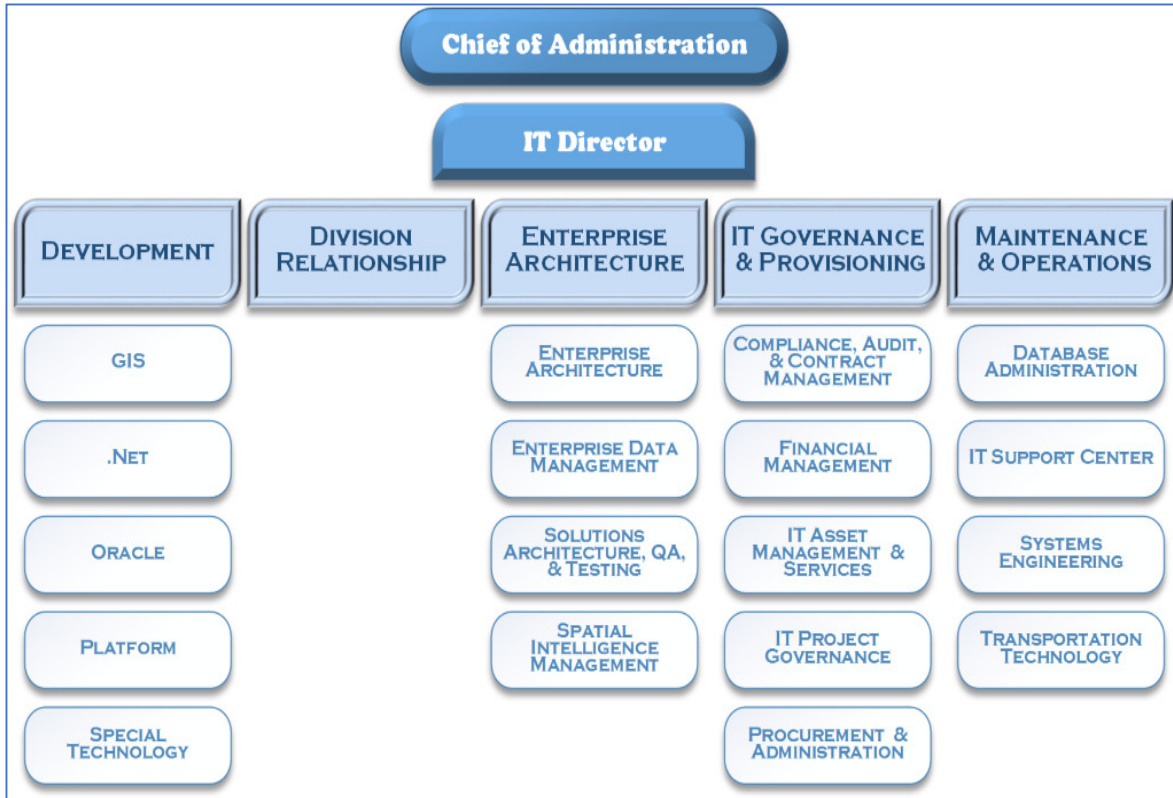 Chief of Administration
IT Director
DEVELOPMENT
DIVISION
RELATIONSHIP
ENTERPRISE
ARCHITECTURE
IT GOVERNANCE
& PROVISIONING
MAINTENANCE
& OPERATIONS
GIS
.NET
ORACLE
PLATFORM
SPECIAL
TECHNOLOGY
ENTERPRISE
ARCHITECTURE
ENTERPRISE DATA
MANAGEMENT
SOLUTIONS
ARCHITECTURE, QA,
& TESTING
SPATIAL
INTELLIGENCE
MANAGEMENT
COMPLIANCE, AUDIT,
& CONTRACT
MANAGEMENT
FINANCIAL
MANAGEMENT
IT ASSET
MANAGEMENT &
SERVICES
IT PROJECT
GOVERNANCE
PROCUREMENT &
ADMINISTRATION
DATABASE
ADMINISTRATION
IT SUPPORT CENTER
SYSTEMS
ENGINEERING
TRANSPORTATION
TECHNOLOGY